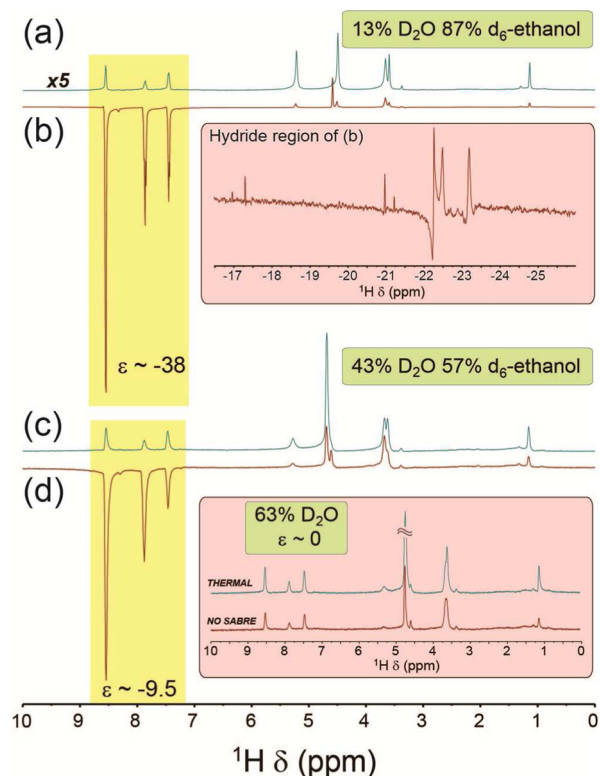 (a)
13% D₂O 87% d₆-ethanol
x5
(b)
Hydride region of (b)
-17 -18 -19 -20 -21 -22 -23 -24 -25
¹H δ (ppm)
ε ~ -38
43% D₂O 57% d₆-ethanol
(c)
(d)
63% D₂O
ε ~ 0
THERMAL
NO SABRE
10 9 8 7 6 5 4 3 2 1 0
¹H δ (ppm)
ε ~ -9.5
10 9 8 7 6 5 4 3 2 1 0
¹H δ (ppm)